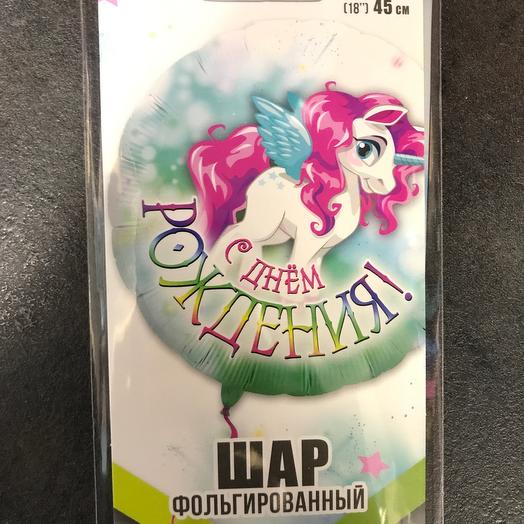 (18") 45 см
С ДНЁМ
РОЖДЕНИЯ!
ШАР
ФОЛЬГИРОВАННЫЙ